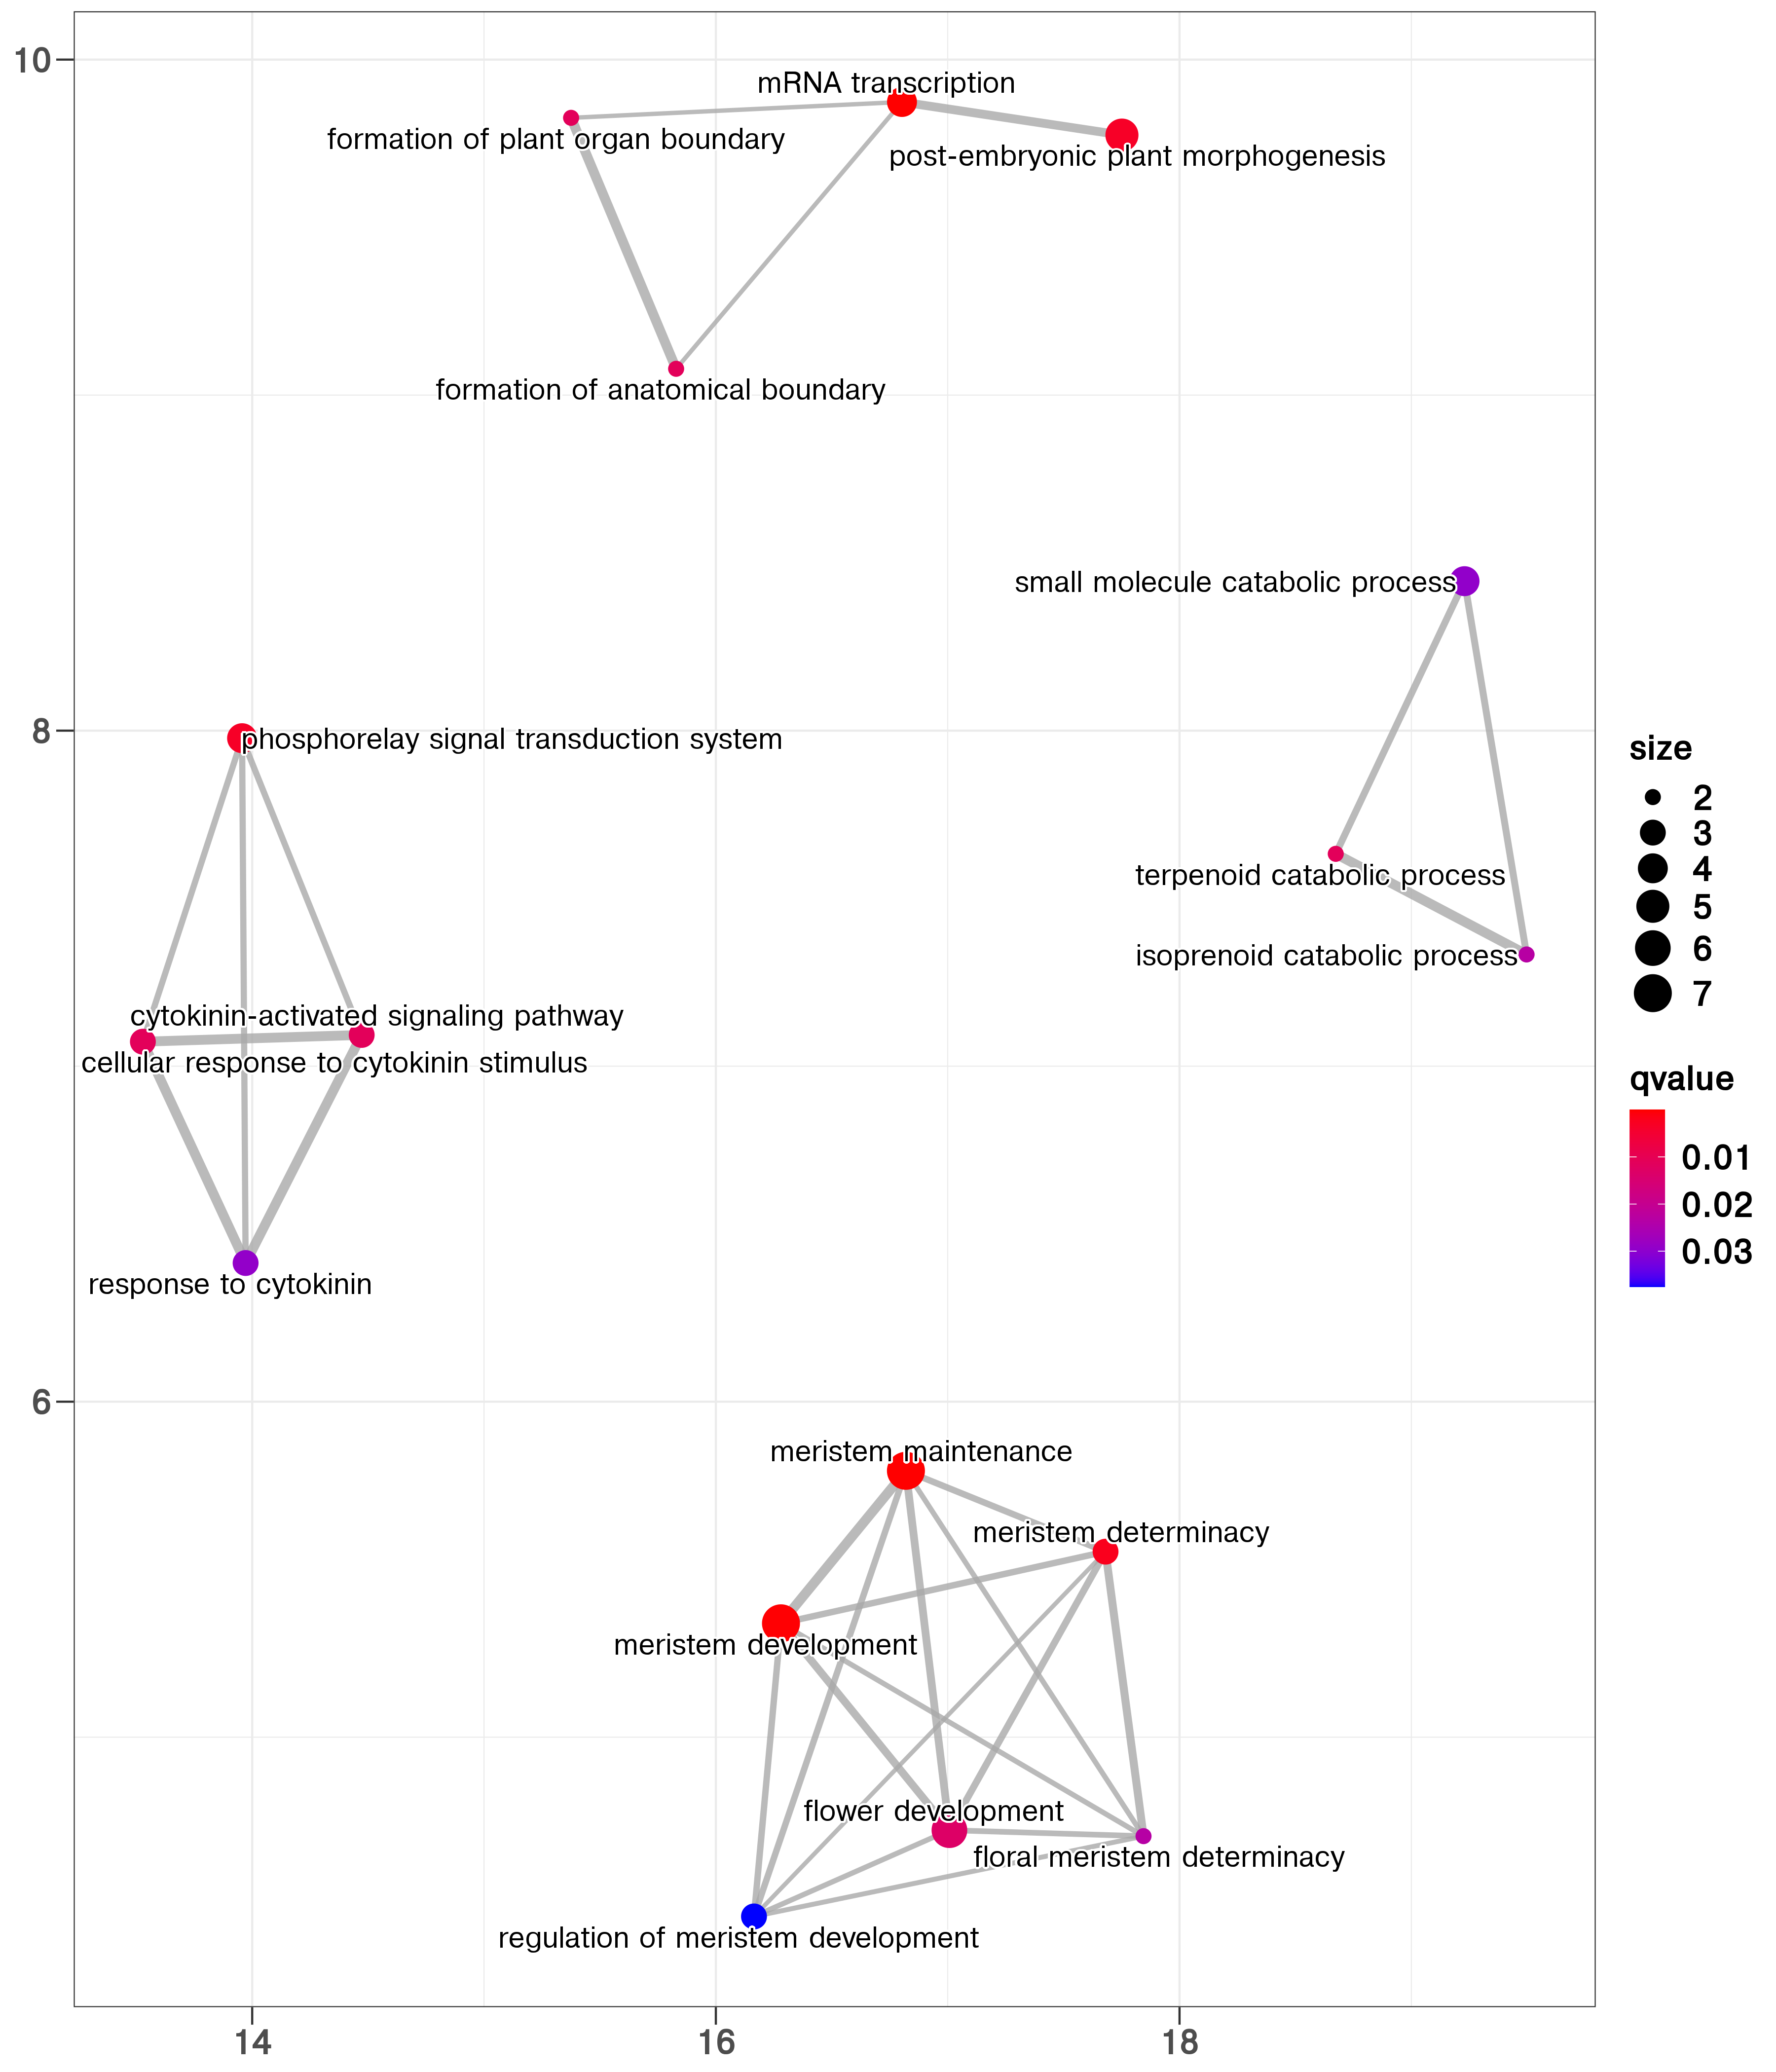 10
mRNA transcription
formation of plant organ boundary
post-embryonic plant morphogenesis
formation of anatomical boundary
small molecule catabolic process
8
phosphorelay signal transduction system
size
2
3
4
5
6
7
terpenoid catabolic process
isoprenoid catabolic process
cytokinin-activated signaling pathway
cellular response to cytokinin stimulus
qvalue
0.01
0.02
0.03
response to cytokinin
6
meristem maintenance
meristem determinacy
meristem development
flower development
floral meristem determinacy
regulation of meristem development
14
16
18